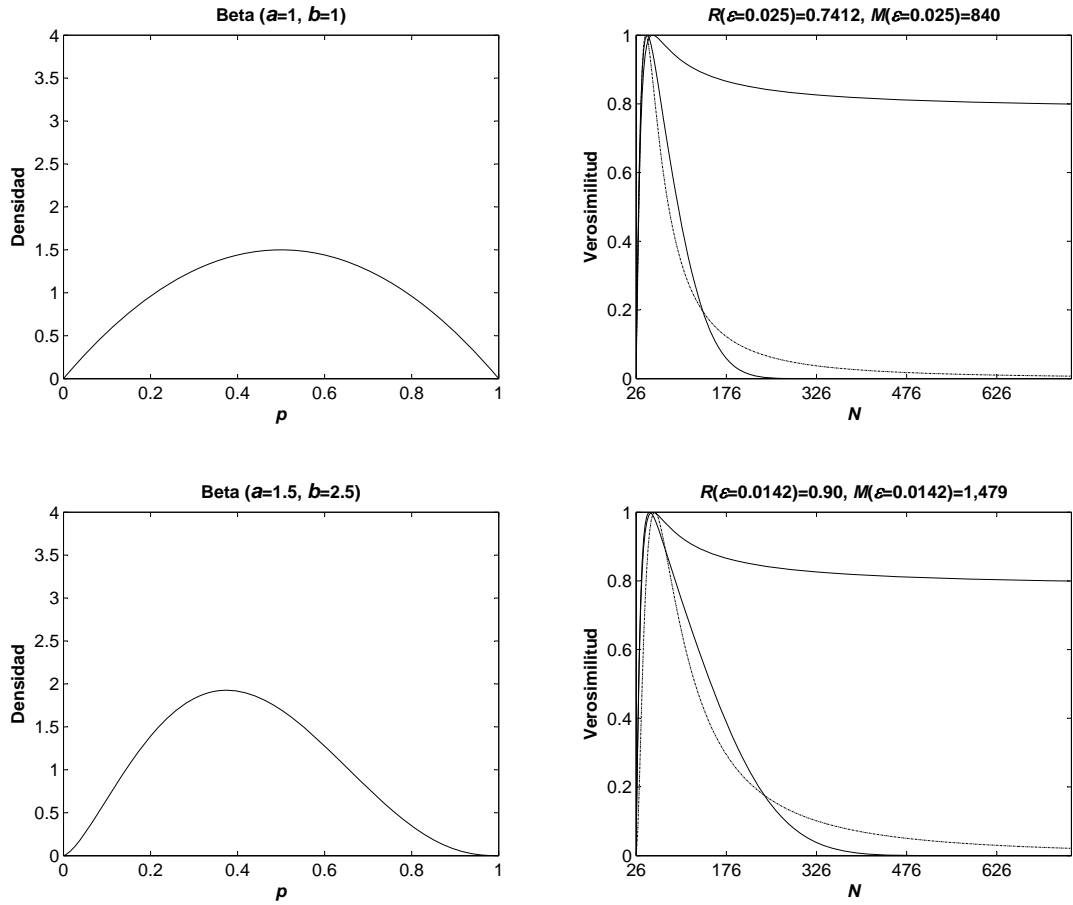 Beta (a=1, b=1)
4
3.5
3
2.5
2
1.5
1
0.5
0
Densidad
0 0.2 0.4 0.6 0.8 1
p
R(ε=0.025)=0.7412, M(ε=0.025)=840
1
0.8
0.6
0.4
0.2
0
Verosimilitud
26 176 326 476 626
N
Beta (a=1.5, b=2.5)
4
3.5
3
2.5
2
1.5
1
0.5
0
Densidad
0 0.2 0.4 0.6 0.8 1
p
R(ε=0.0142)=0.90, M(ε=0.0142)=1,479
1
0.8
0.6
0.4
0.2
0
Verosimilitud
26 176 326 476 626
N